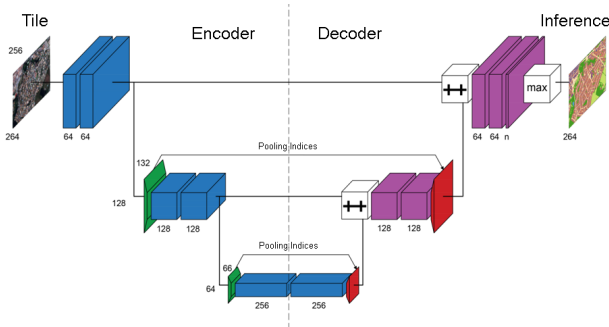 Tile
Encoder
Decoder
Inference
256
264
64 64
max
64 64 n
264
Pooling Indices
132
128
128 128
128 128
Pooling Indices
66
64
256 256